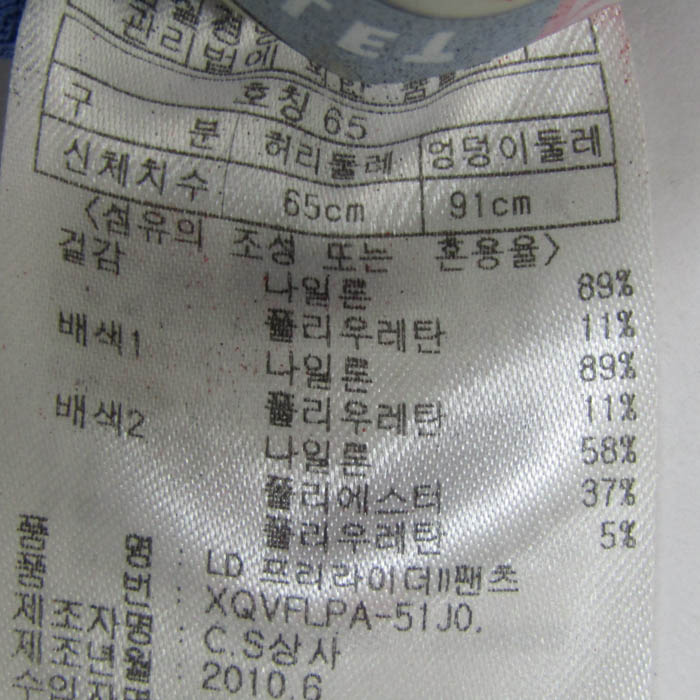 TAT
관리법에
호칭 65
구 분 허리둘레 엉덩이둘레
신체치수 65cm 91cm
<섬유의 조성 또는 혼용율>
겉감 나일론 89%
폴리우레탄 11%
배색1 나일론 89%
폴리우레탄 11%
배색2 나일론 58%
폴리에스터 37%
폴리우레탄 5%
품 명 : LD 프리라이더II팬츠
품 번 : XQVFLPA-51J0,
제조자명 : C.S상사
제조년월 : 2010.6
수입자명